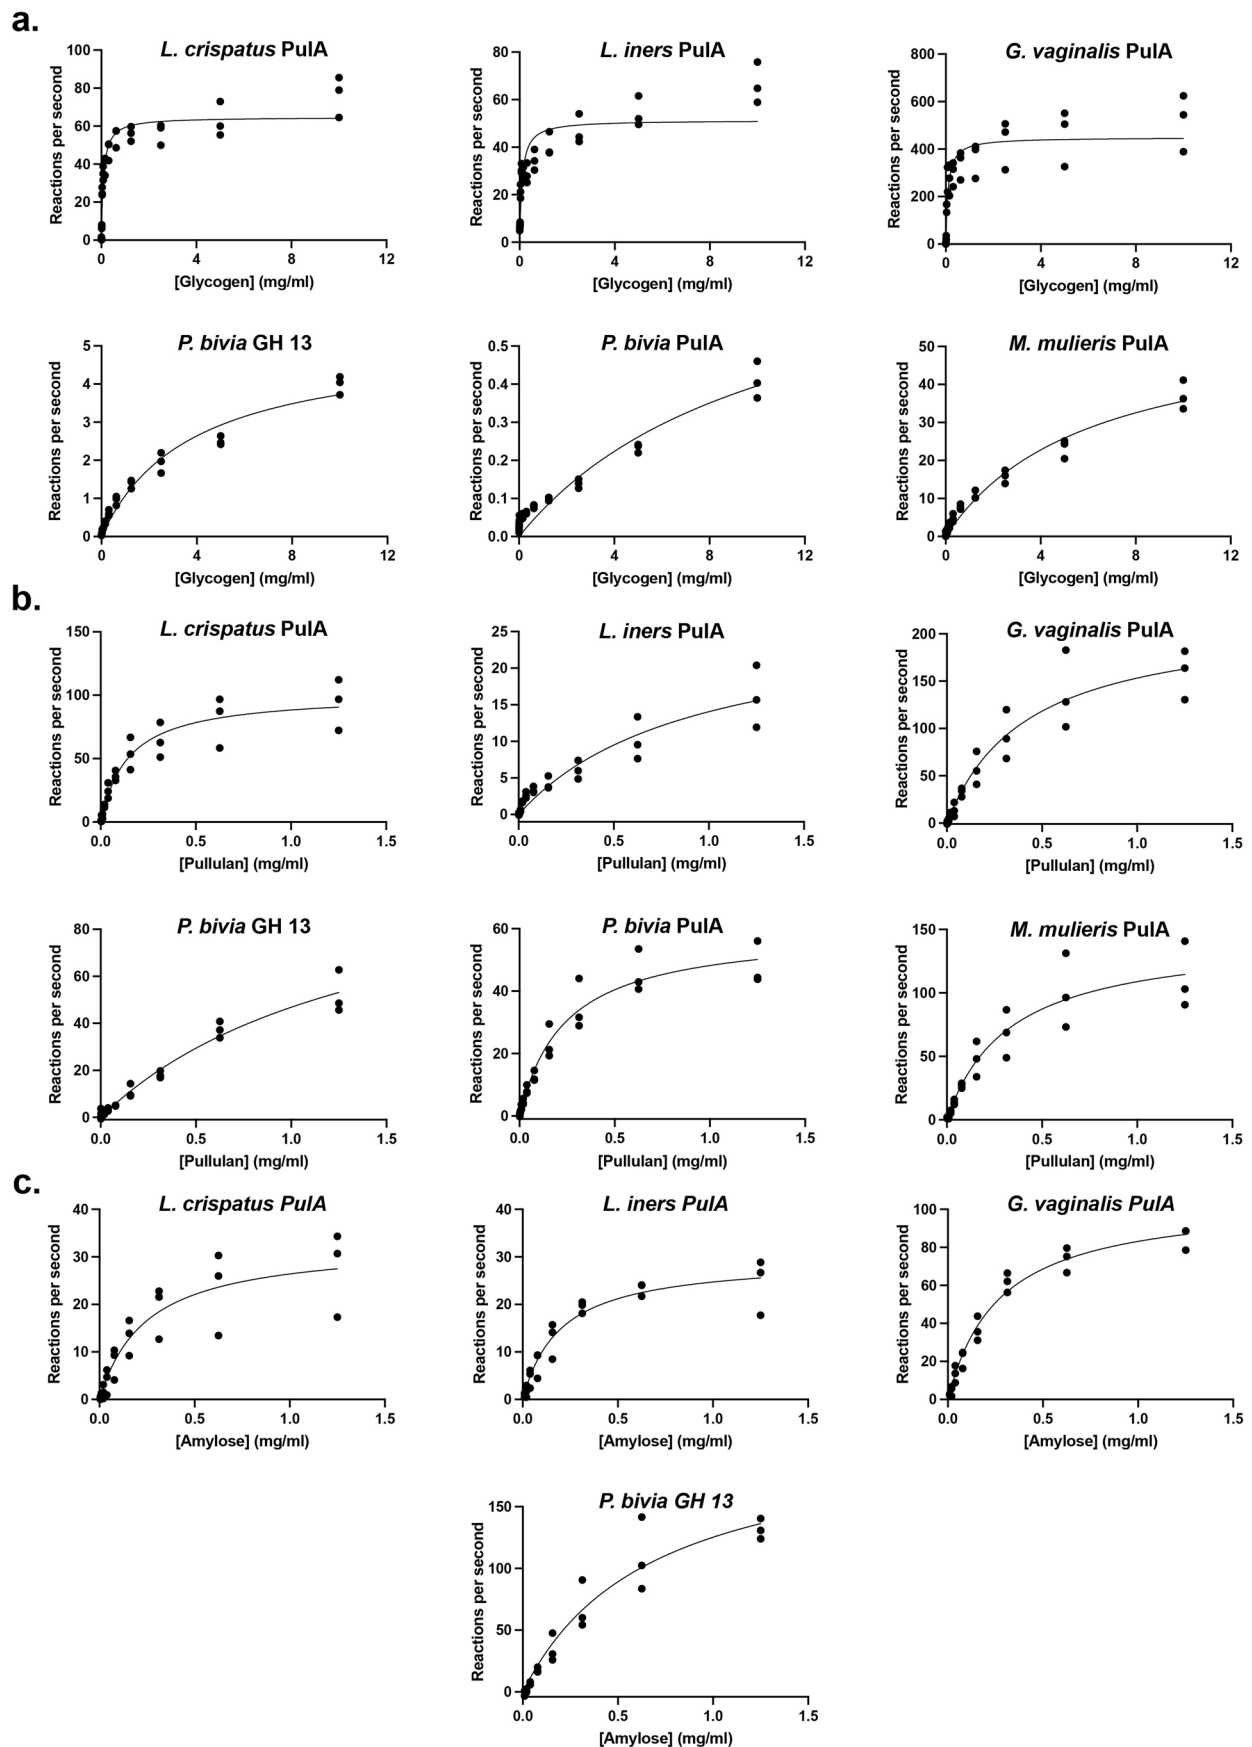 a.
L. crispatus PulA
Reactions per second
100
80
60
40
20
0
0 4 8 12
[Glycogen] (mg/ml)
L. iners PulA
Reactions per second
80
60
40
20
0
0 4 8 12
[Glycogen] (mg/ml)
G. vaginalis PulA
Reactions per second
800
600
400
200
0
0 4 8 12
[Glycogen] (mg/ml)
P. bivia GH 13
Reactions per second
5
4
3
2
1
0
0 4 8 12
[Glycogen] (mg/ml)
P. bivia PulA
Reactions per second
0.5
0.4
0.3
0.2
0.1
0.0
0 4 8 12
[Glycogen] (mg/ml)
M. mulieris PulA
Reactions per second
50
40
30
20
10
0
0 4 8 12
[Glycogen] (mg/ml)
b.
L. crispatus PulA
Reactions per second
150
100
50
0
0.0 0.5 1.0 1.5
[Pullulan] (mg/ml)
L. iners PulA
Reactions per second
25
20
15
10
5
0
0.0 0.5 1.0 1.5
[Pullulan] (mg/ml)
G. vaginalis PulA
Reactions per second
200
150
100
50
0
0.0 0.5 1.0 1.5
[Pullulan] (mg/ml)
P. bivia GH 13
Reactions per second
80
60
40
20
0
0.0 0.5 1.0 1.5
[Pullulan] (mg/ml)
P. bivia PulA
Reactions per second
60
40
20
0
0.0 0.5 1.0 1.5
[Pullulan] (mg/ml)
M. mulieris PulA
Reactions per second
150
100
50
0
0.0 0.5 1.0 1.5
[Pullulan] (mg/ml)
c.
L. crispatus PulA
Reactions per second
40
30
20
10
0
0.0 0.5 1.0 1.5
[Amylose] (mg/ml)
L. iners PulA
Reactions per second
40
30
20
10
0
0.0 0.5 1.0 1.5
[Amylose] (mg/ml)
G. vaginalis PulA
Reactions per second
100
80
60
40
20
0
0.0 0.5 1.0 1.5
[Amylose] (mg/ml)
P. bivia GH 13
Reactions per second
150
100
50
0
0.0 0.5 1.0 1.5
[Amylose] (mg/ml)